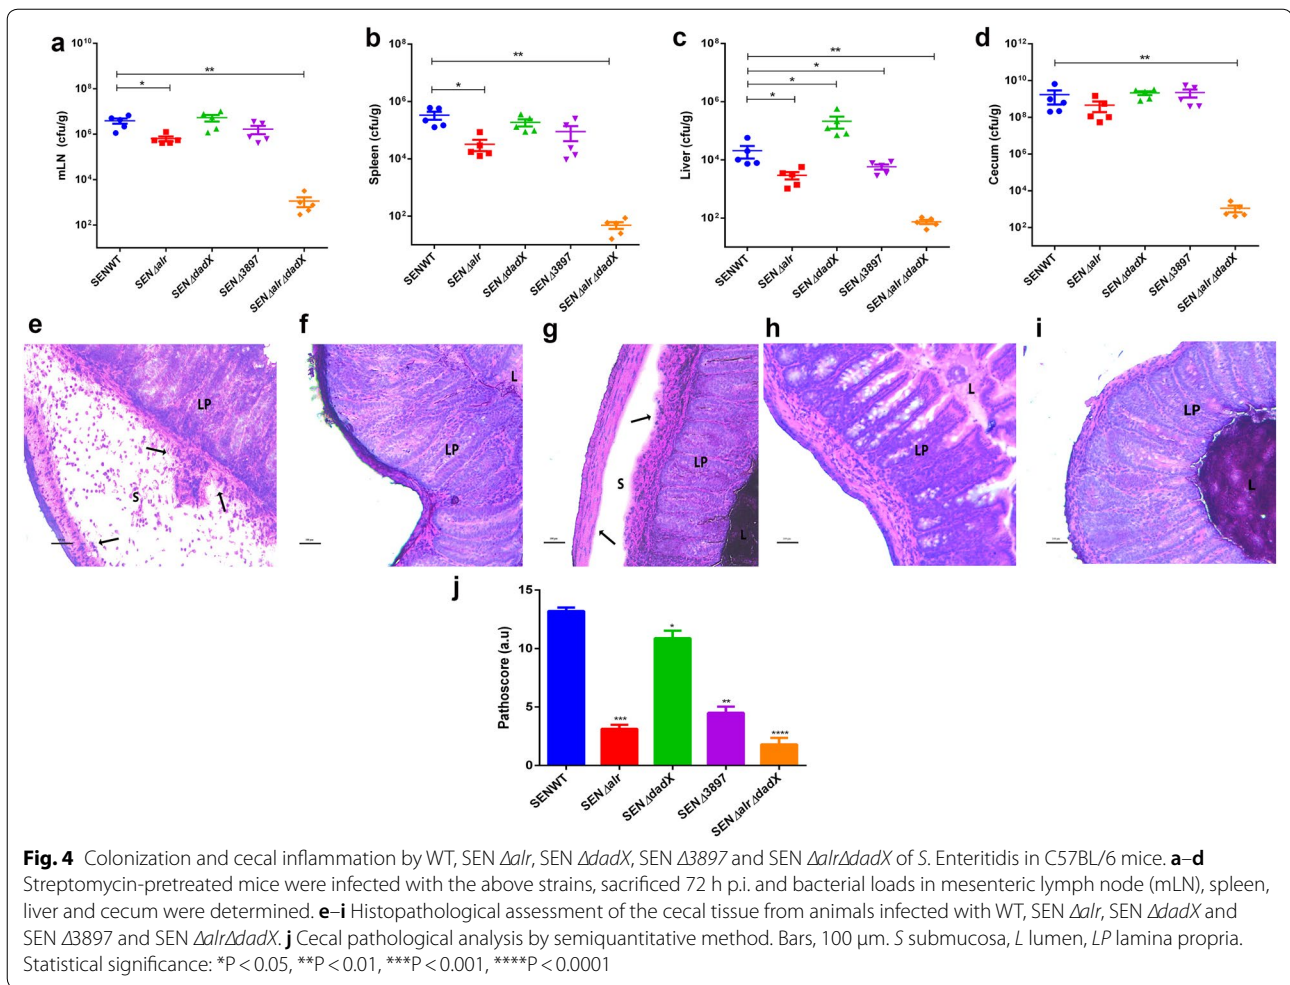 a
mLN (cfu/g)
10¹⁰
10⁸
10⁶
10⁴
10²
**
*
SENWT
SENΔalr
SENΔdadX
SENΔ3897
SENΔalrΔdadX
b
Spleen (cfu/g)
10⁸
10⁶
10⁴
10²
**
*
SENWT
SENΔalr
SENΔdadX
SENΔ3897
SENΔalrΔdadX
c
Liver (cfu/g)
10⁸
10⁶
10⁴
10²
**
*
*
*
SENWT
SENΔalr
SENΔdadX
SENΔ3897
SENΔalrΔdadX
d
Cecum (cfu/g)
10¹²
10¹⁰
10⁸
10⁶
10⁴
10²
**
SENWT
SENΔalr
SENΔdadX
SENΔ3897
SENΔalrΔdadX
e
LP
S
f
L
LP
g
S
LP
L
h
L
LP
i
LP
L
j
Pathoscore (a.u)
15
10
5
0
***
*
**
****
SENWT
SENΔalr
SENΔdadX
SENΔ3897
SENΔalrΔdadX
Fig. 4 Colonization and cecal inflammation by WT, SEN Δalr, SEN ΔdadX, SEN Δ3897 and SEN ΔalrΔdadX of S. Enteritidis in C57BL/6 mice. a–d
Streptomycin-pretreated mice were infected with the above strains, sacrificed 72 h p.i. and bacterial loads in mesenteric lymph node (mLN), spleen,
liver and cecum were determined. e–i Histopathological assessment of the cecal tissue from animals infected with WT, SEN Δalr, SEN ΔdadX and
SEN Δ3897 and SEN ΔalrΔdadX. j Cecal pathological analysis by semiquantitative method. Bars, 100 μm. S submucosa, L lumen, LP lamina propria.
Statistical significance: *P < 0.05, **P < 0.01, ***P < 0.001, ****P < 0.0001